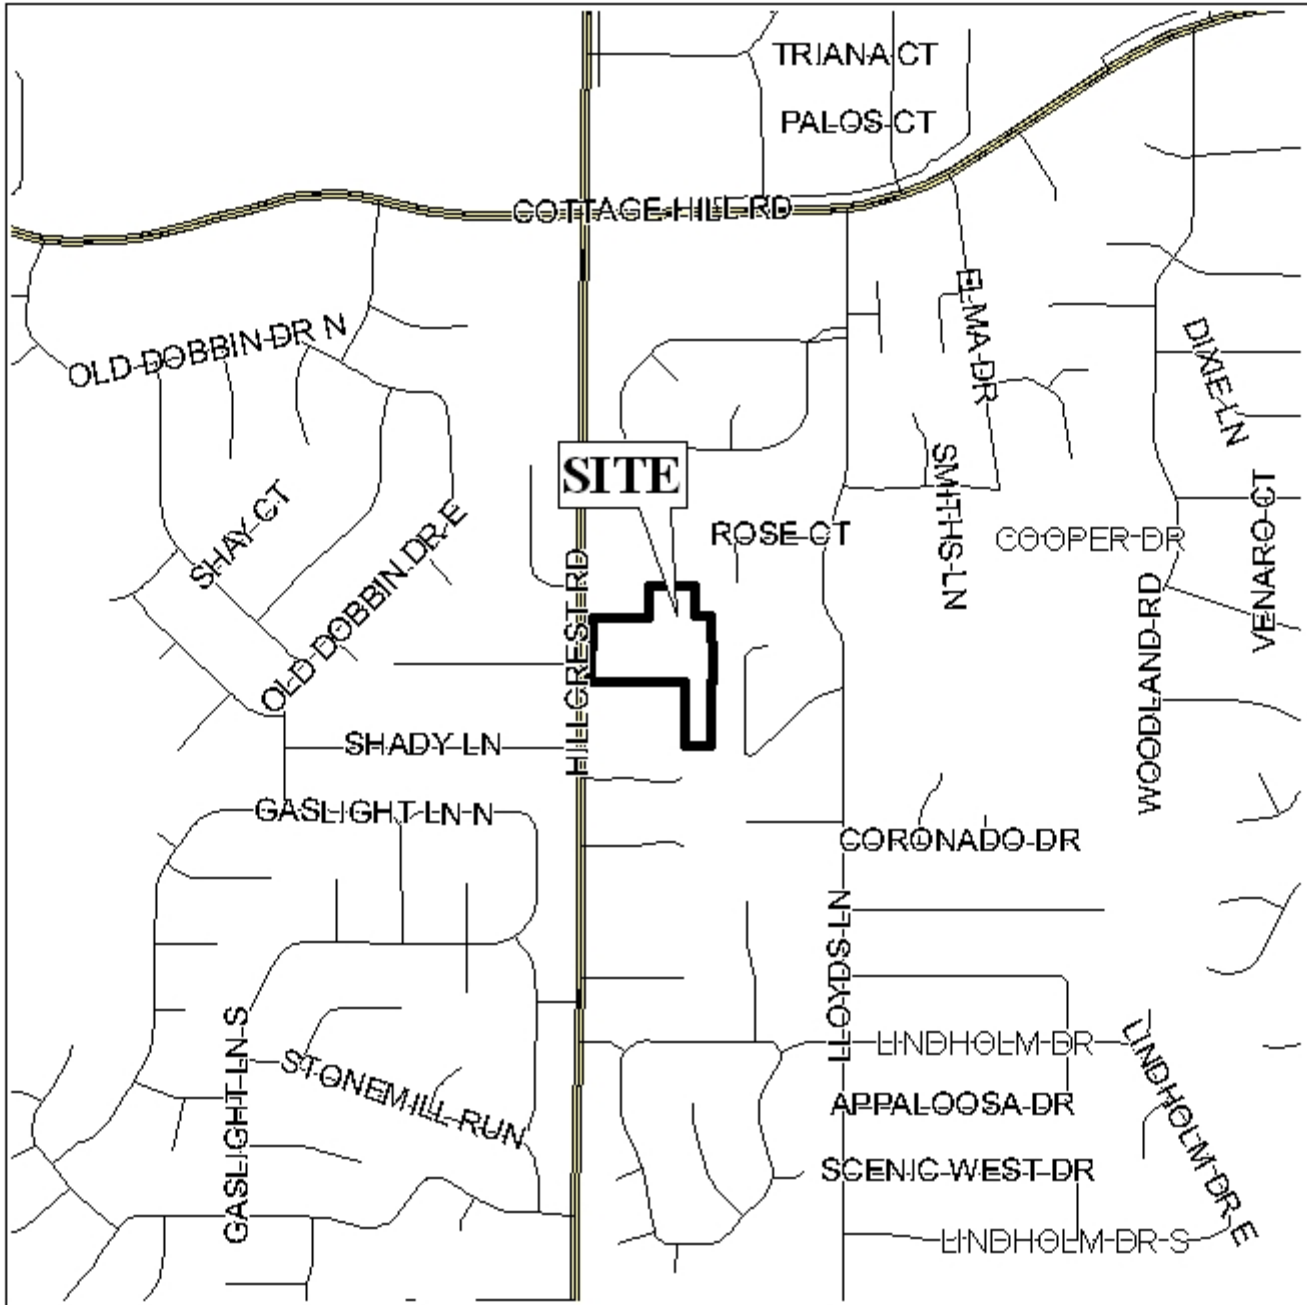 TRIANA CT
PALOS CT
COTTAGE HILL RD
ELMA DR
OLD DOBBIN DR N
DIXIE LN
SITE
SMITHS LN
SHAY CT
ROSE CT
COOPER DR
VENARO CT
OLD DOBBIN DR E
HILLCREST RD
WOODLAND RD
SHADY LN
GASLIGHT LN N
CORONADO DR
LLOYDS LN
GASLIGHT LN S
STONEMILL RUN
LINDHOLM DR
LINDHOLM DR E
APPALOOSA DR
SCENIC WEST DR
LINDHOLM DR S